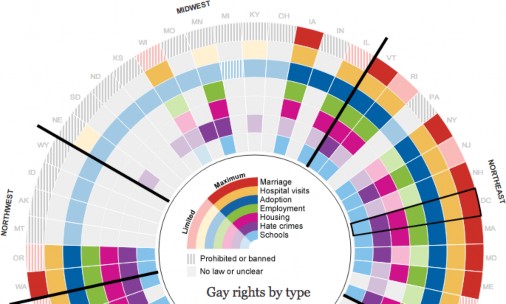 MIDWEST
NE
SD
ND
KS
WI
MO
MN
MI
KY
OH
IA
IN
IL
NORTHEAST
VT
RI
PA
NY
NJ
NH
DC
MA
MD
ME
NORTHWEST
WY
ID
AK
MT
OR
WA
Limited
Maximum
Marriage
Hospital visits
Adoption
Employment
Housing
Hate crimes
Schools
Prohibited or banned
No law or unclear
Gay rights by type